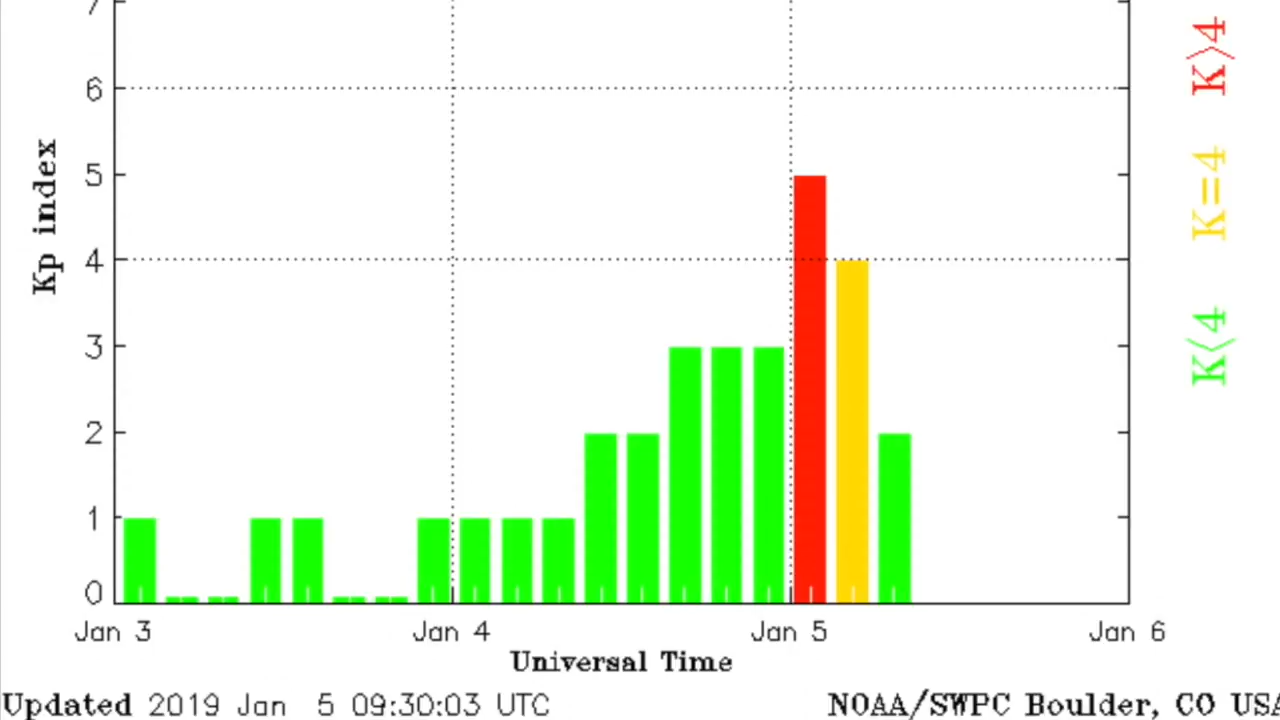 7
6
5
4
3
2
1
0
Kp index
Jan 3
Jan 4
Jan 5
Jan 6
Universal Time
Updated 2019 Jan 5 09:30:03 UTC
NOAA/SWPC Boulder, CO USA
K>4
K=4
K<4